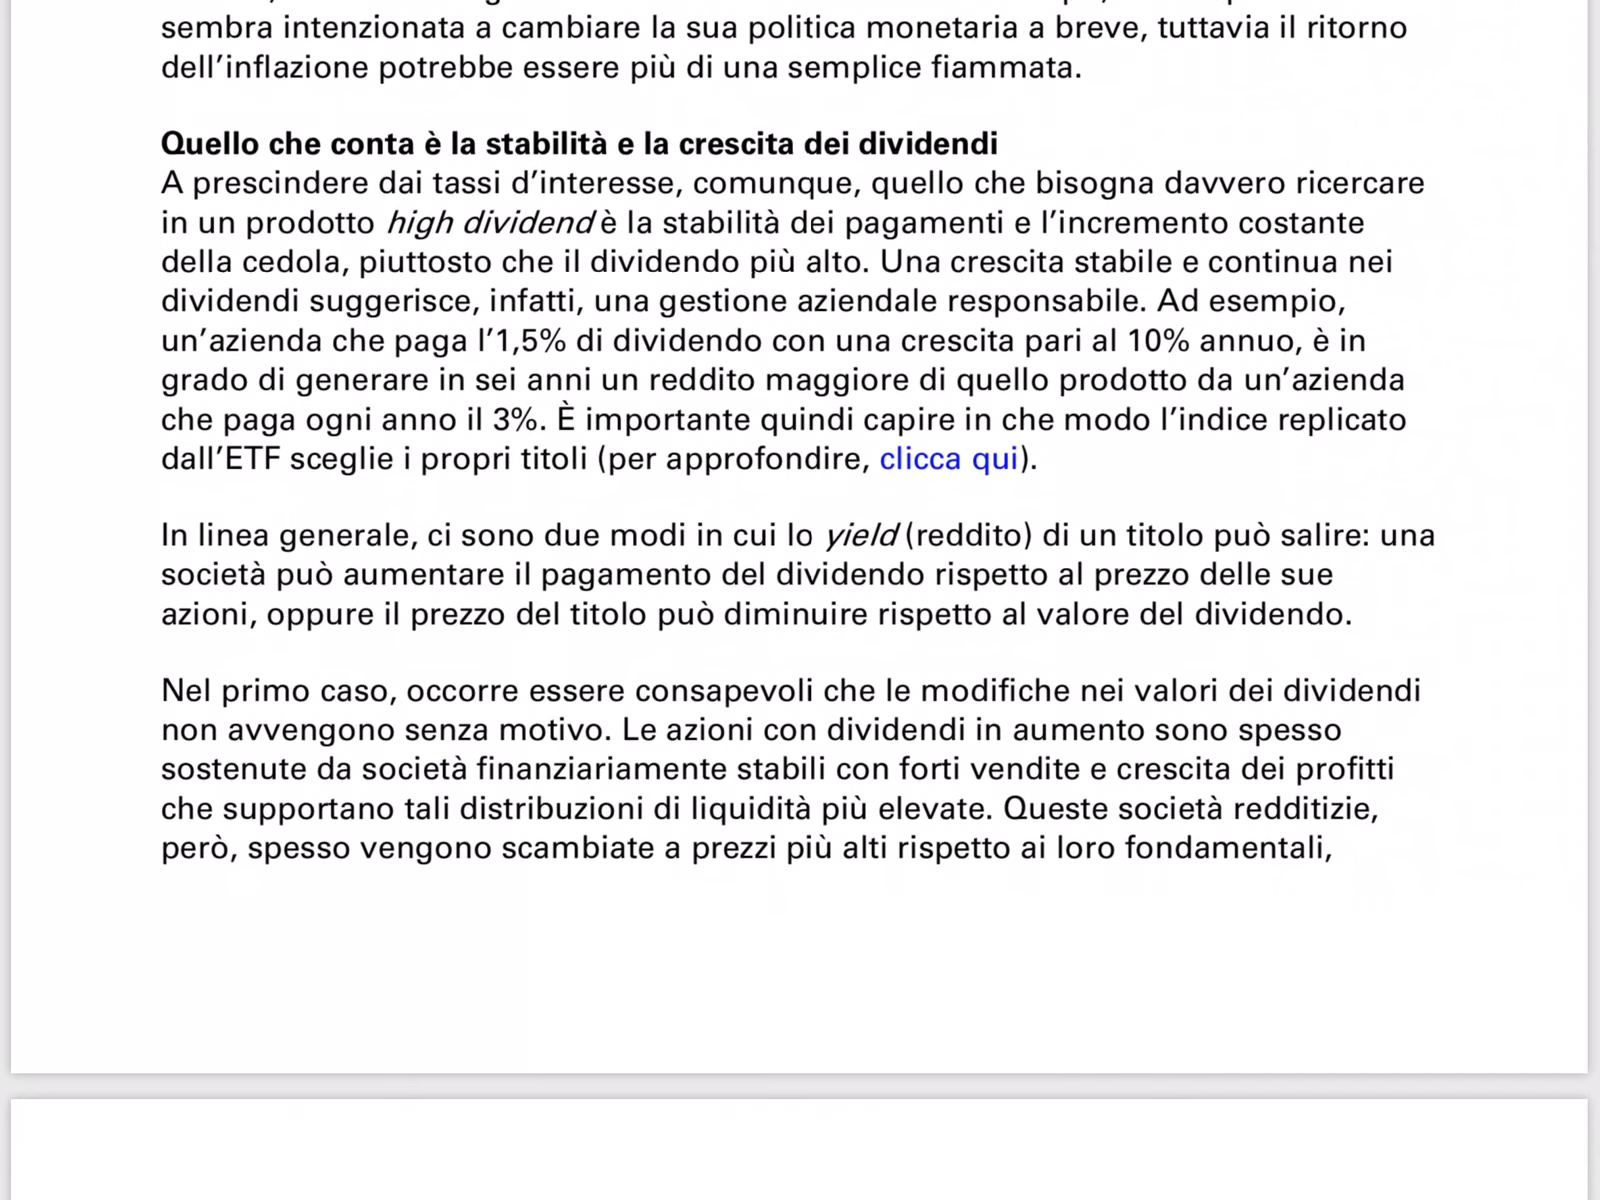 sembra intenzionata a cambiare la sua politica monetaria a breve, tuttavia il ritorno
dell’inflazione potrebbe essere più di una semplice fiammata.
Quello che conta è la stabilità e la crescita dei dividendi
A prescindere dai tassi d’interesse, comunque, quello che bisogna davvero ricercare
in un prodotto high dividend è la stabilità dei pagamenti e l’incremento costante
della cedola, piuttosto che il dividendo più alto. Una crescita stabile e continua nei
dividendi suggerisce, infatti, una gestione aziendale responsabile. Ad esempio,
un’azienda che paga l’1,5% di dividendo con una crescita pari al 10% annuo, è in
grado di generare in sei anni un reddito maggiore di quello prodotto da un’azienda
che paga ogni anno il 3%. È importante quindi capire in che modo l’indice replicato
dall’ETF sceglie i propri titoli (per approfondire, clicca qui).
In linea generale, ci sono due modi in cui lo yield (reddito) di un titolo può salire: una
società può aumentare il pagamento del dividendo rispetto al prezzo delle sue
azioni, oppure il prezzo del titolo può diminuire rispetto al valore del dividendo.
Nel primo caso, occorre essere consapevoli che le modifiche nei valori dei dividendi
non avvengono senza motivo. Le azioni con dividendi in aumento sono spesso
sostenute da società finanziariamente stabili con forti vendite e crescita dei profitti
che supportano tali distribuzioni di liquidità più elevate. Queste società redditizie,
però, spesso vengono scambiate a prezzi più alti rispetto ai loro fondamentali,